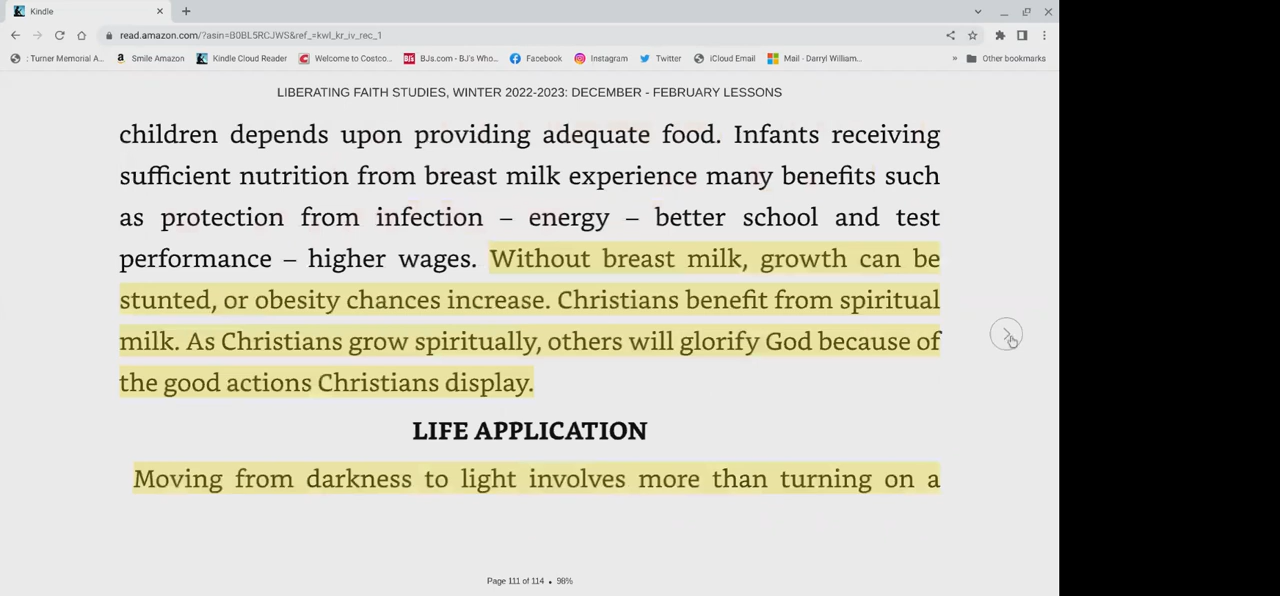 Kindle
read.amazon.com/?asin=B0BL5RCJWS&ref_=kwl_kr_iv_rec_1
: Turner Memorial A... Smile Amazon Kindle Cloud Reader Welcome to Costco... BJs.com - BJ's Who... Facebook Instagram Twitter iCloud Email Mail - Darryl William... » Other bookmarks
LIBERATING FAITH STUDIES, WINTER 2022-2023: DECEMBER - FEBRUARY LESSONS
children depends upon providing adequate food. Infants receiving
sufficient nutrition from breast milk experience many benefits such
as protection from infection – energy – better school and test
performance – higher wages. Without breast milk, growth can be
stunted, or obesity chances increase. Christians benefit from spiritual
milk. As Christians grow spiritually, others will glorify God because of
the good actions Christians display.
LIFE APPLICATION
Moving from darkness to light involves more than turning on a
Page 111 of 114 • 98%